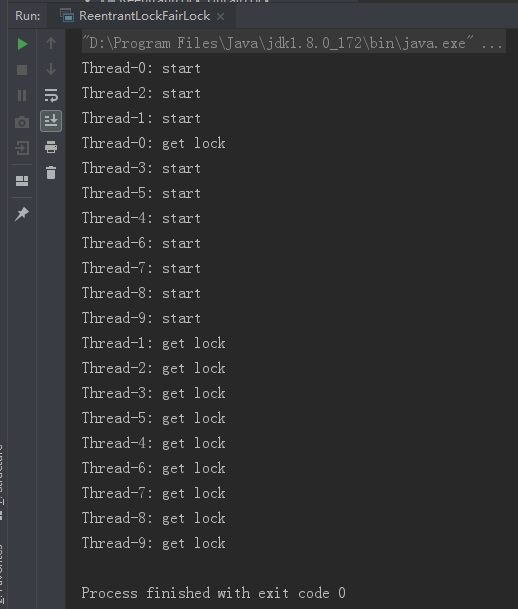 Run: ReentrantLockFairLock ×
"D:\Program Files\Java\jdk1.8.0_172\bin\java.exe" ...
Thread-0: start
Thread-2: start
Thread-1: start
Thread-0: get lock
Thread-3: start
Thread-5: start
Thread-4: start
Thread-6: start
Thread-7: start
Thread-8: start
Thread-9: start
Thread-1: get lock
Thread-2: get lock
Thread-3: get lock
Thread-5: get lock
Thread-4: get lock
Thread-6: get lock
Thread-7: get lock
Thread-8: get lock
Thread-9: get lock
Process finished with exit code 0